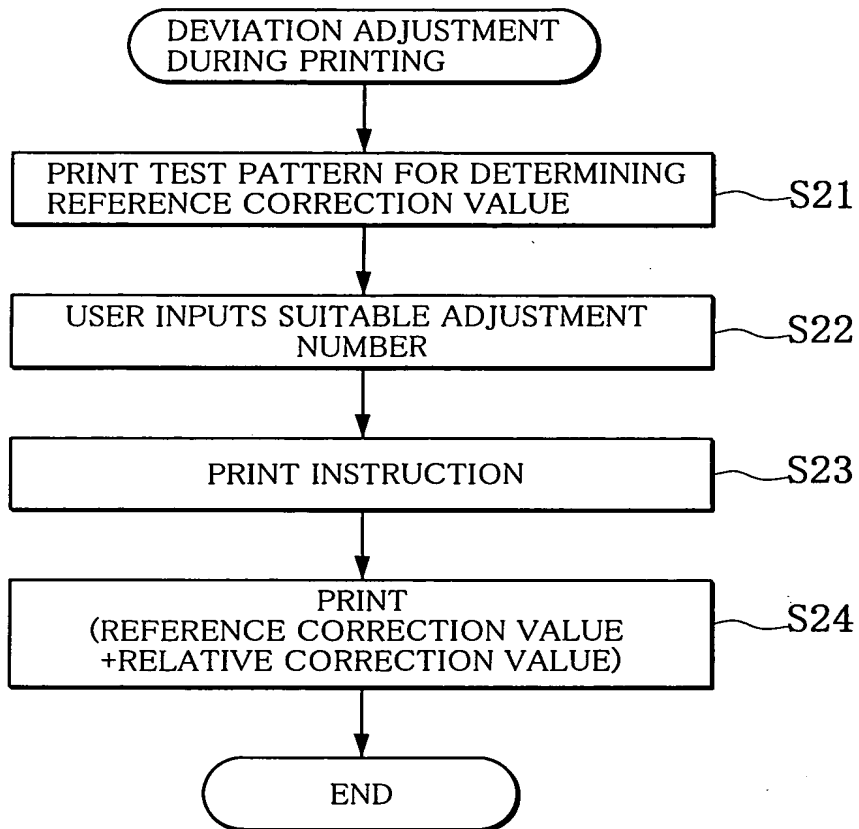 DEVIATION ADJUSTMENT
DURING PRINTING
PRINT TEST PATTERN FOR DETERMINING
REFERENCE CORRECTION VALUE
S21
USER INPUTS SUITABLE ADJUSTMENT
NUMBER
S22
PRINT INSTRUCTION
S23
PRINT
(REFERENCE CORRECTION VALUE
+RELATIVE CORRECTION VALUE)
S24
END